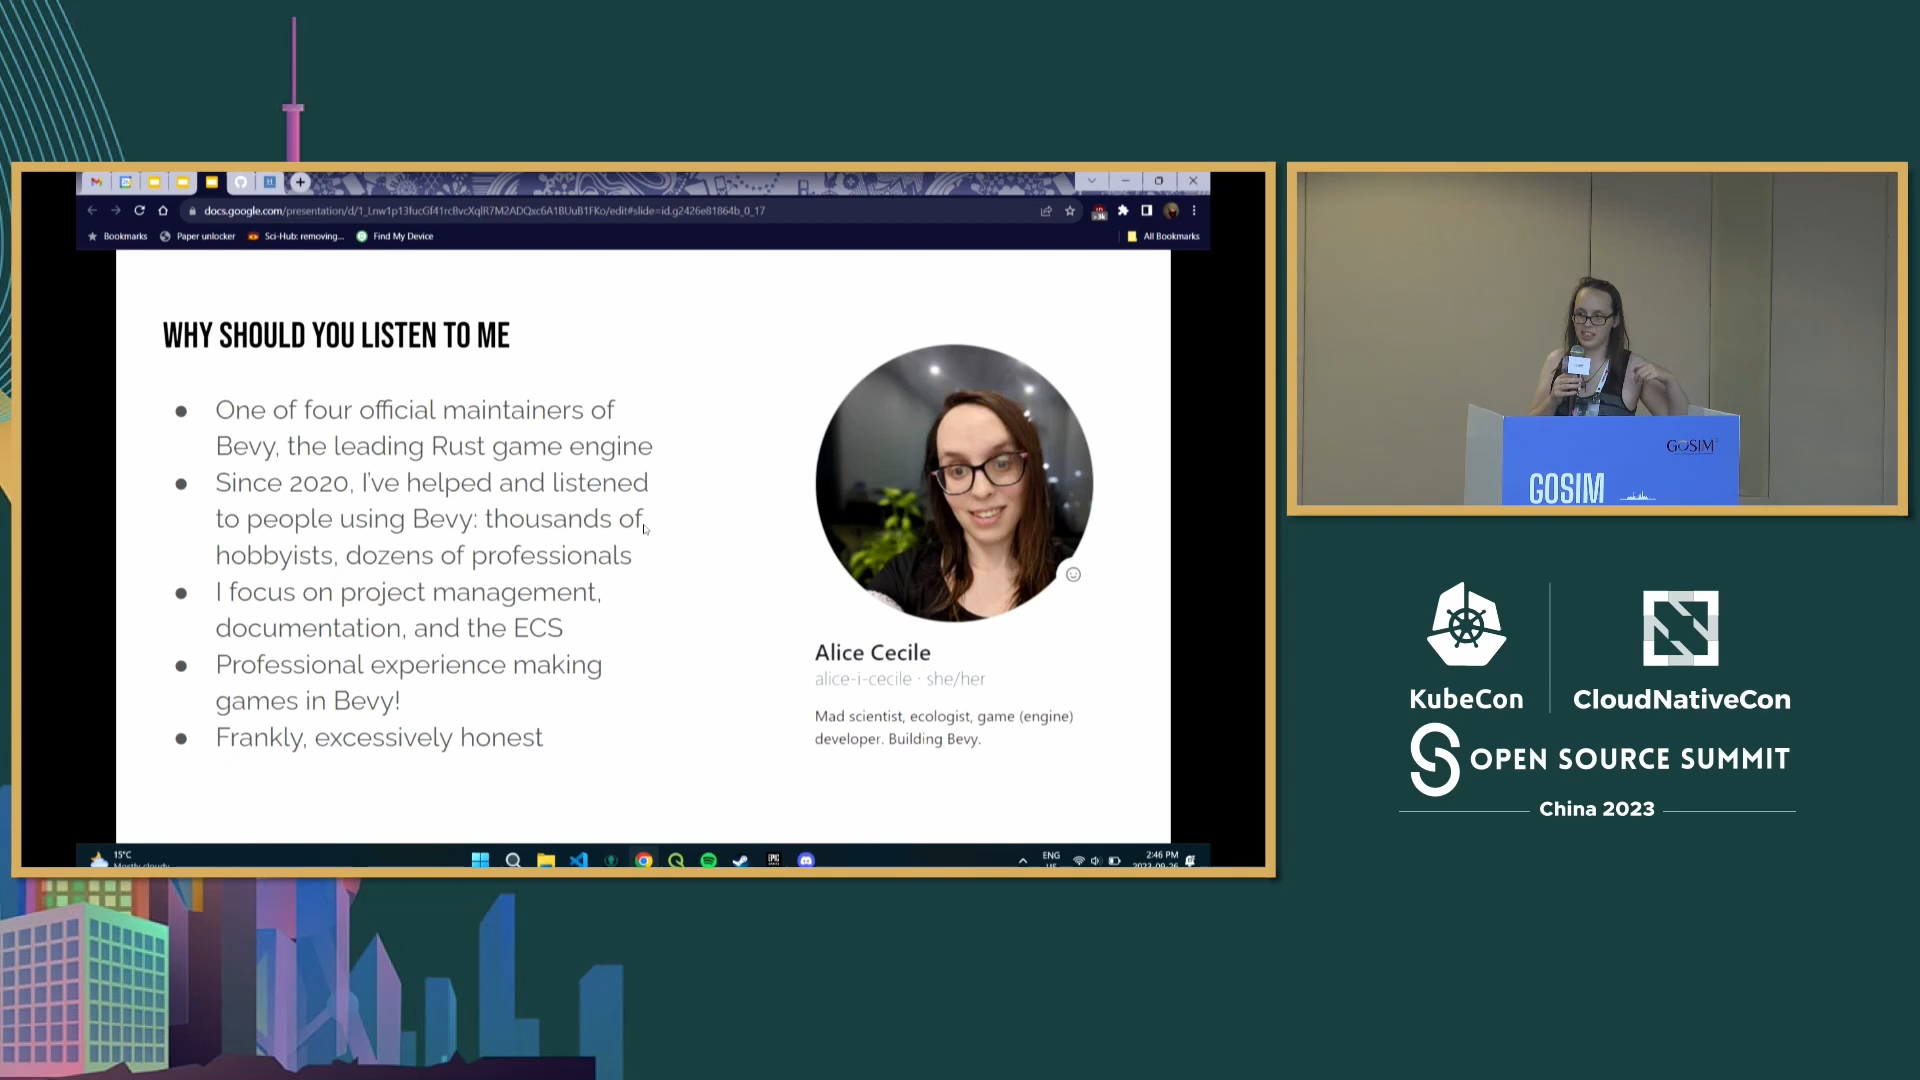 docs.google.com/presentation/d/1_Lnw1p13fucGf41rcBvcXqlR7M2ADQxc6A1BUuB1FKo/edit#slide=id.g2426e81864b_0_17
Bookmarks
Paper unlocker
Sci-Hub: removing...
Find My Device
All Bookmarks
WHY SHOULD YOU LISTEN TO ME
● One of four official maintainers of
Bevy, the leading Rust game engine
● Since 2020, I've helped and listened
to people using Bevy: thousands of
hobbyists, dozens of professionals
● I focus on project management,
documentation, and the ECS
● Professional experience making
games in Bevy!
● Frankly, excessively honest
Alice Cecile
alice-i-cecile · she/her
Mad scientist, ecologist, game (engine)
developer. Building Bevy.
15°C
Mostly cloudy
ENG
US
2:46 PM
2023-09-26
GOSIM
GOSIM
KubeCon
CloudNativeCon
OPEN SOURCE SUMMIT
China 2023